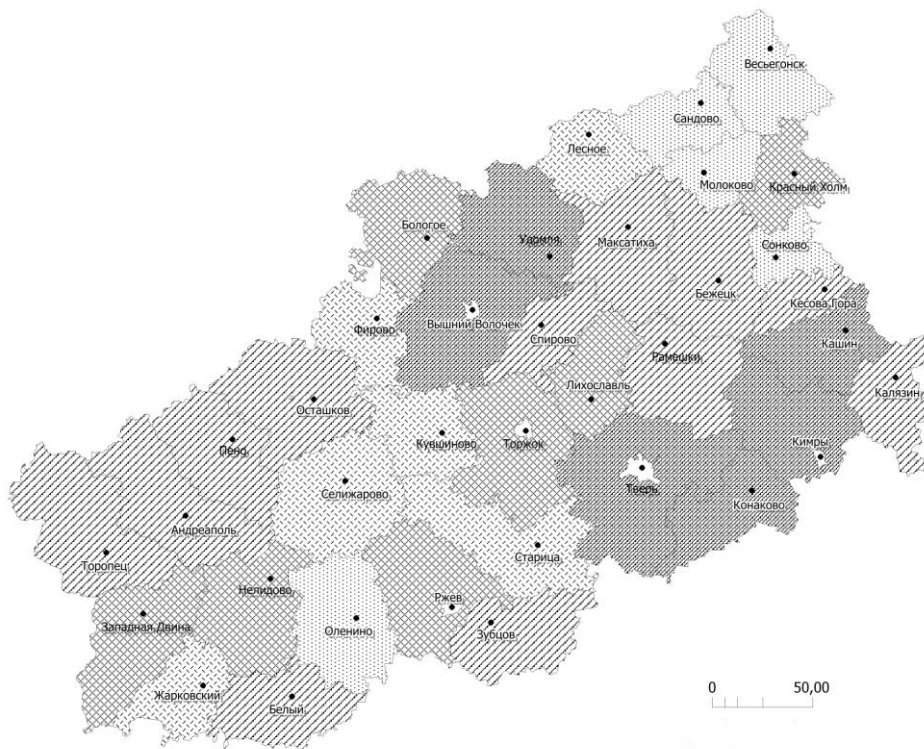 Весьегонск
Сандово
Лесное
Молоково
Красный Холм
Бологое
Удомля
Максатиха
Сонково
Бежецк
Кесова Гора
Фирово
Вышний Волочек
Спирово
Рамешки
Кашин
Калязин
Осташков
Лихославль
Пено
Кувшиново
Торжок
Кимры
Тверь
Конаково
Селижарово
Андреаполь
Торопец
Старица
Нелидово
Ржев
Западная Двина
Оленино
Зубцов
Жарковский
Белый
0 50,00